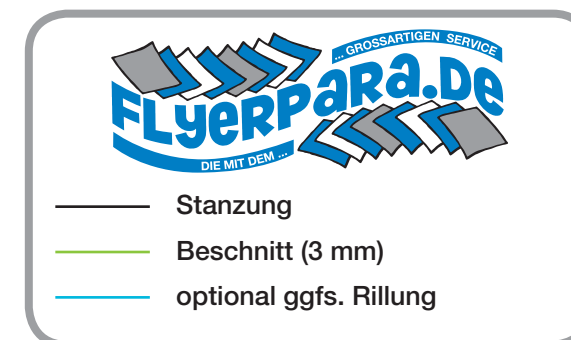 ... GROSSARTIGEN SERVICE
FLYERPARA.DE
DIE MIT DEM ...
Stanzung
Beschnitt (3 mm)
optional ggfs. Rillung